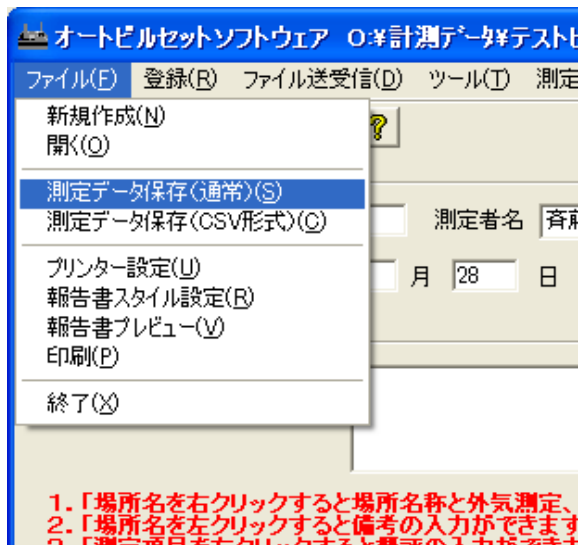 オートビルセットソフトウェア O:¥計測データ¥テスト
ファイル(F) 登録(R) ファイル送受信(D) ツール(T) 測定
新規作成(N)
開く(O)
測定データ保存(通常)(S)
測定データ保存(CSV形式)(C)
測定者名 斉
プリンター設定(U)
月 28 日
報告書スタイル設定(R)
報告書プレビュー(V)
印刷(P)
終了(X)
1.「場所名を右クリックすると場所名称と外気測定、
2.「場所名を左クリックすると備考の入力ができます